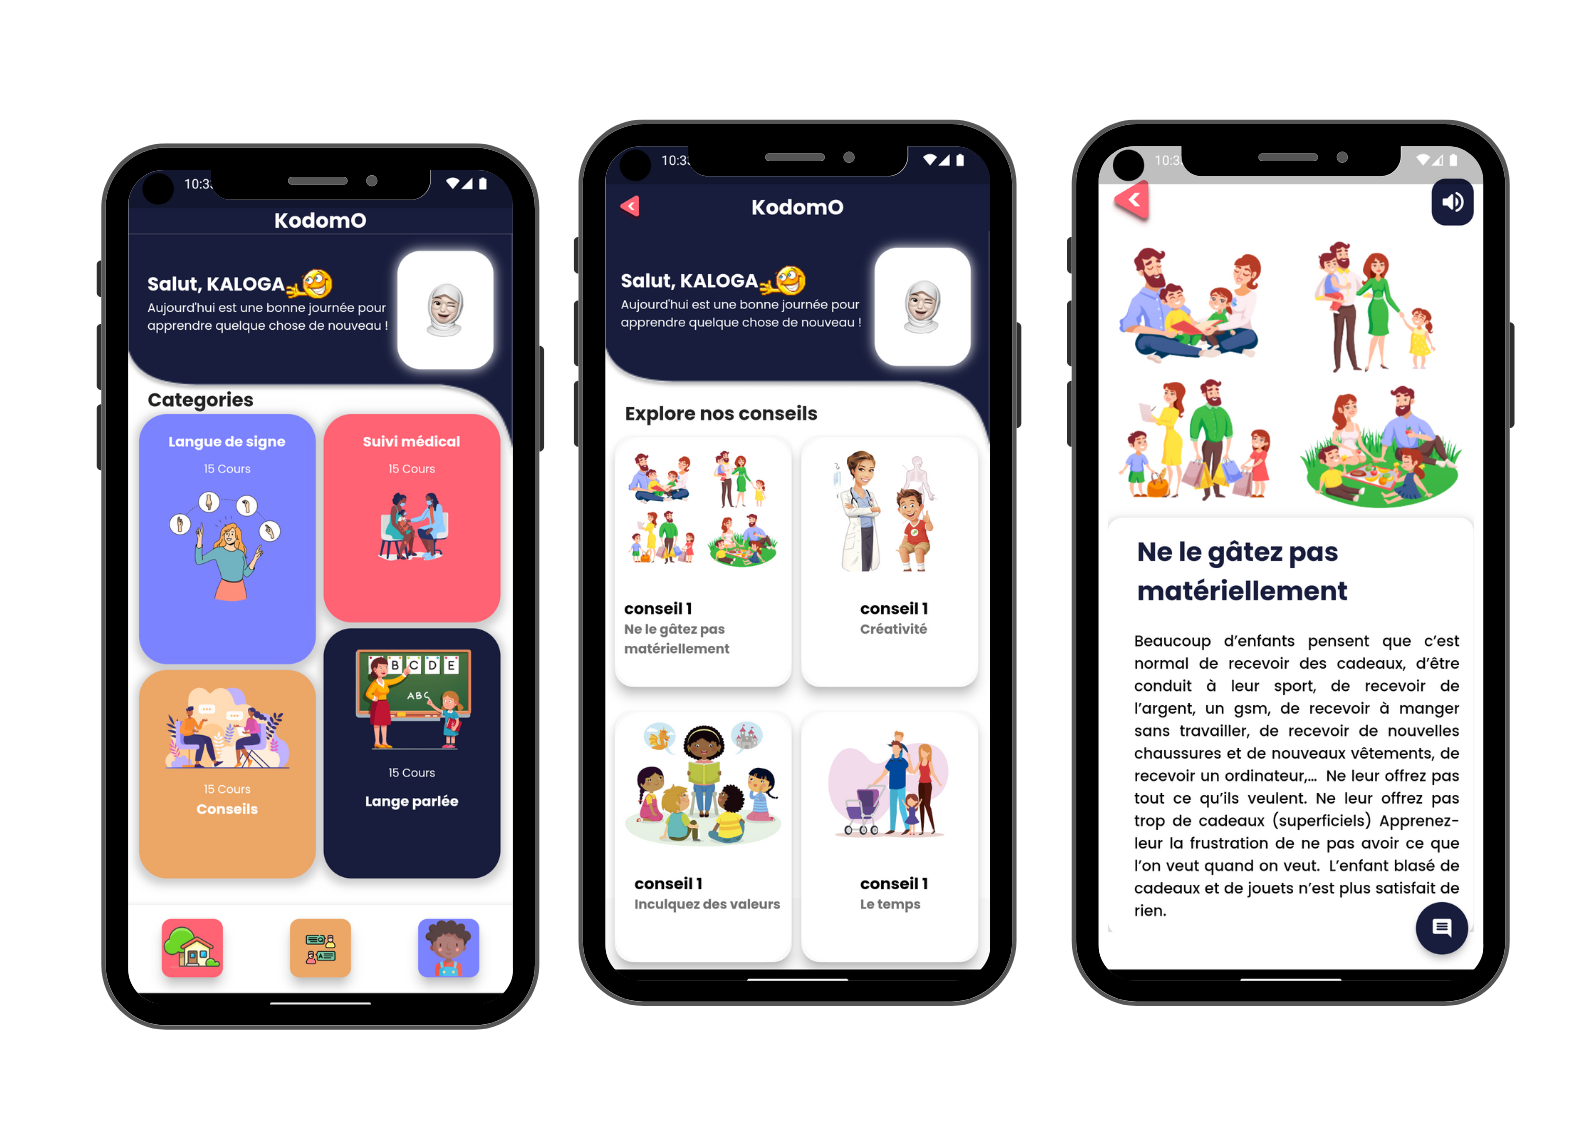 10:3
KodomO
Salut, KALOGA
Aujourd'hui est une bonne journée pour
apprendre quelque chose de nouveau !
Categories
Langue de signe
15 Cours
Suivi médical
15 Cours
B C D E
ABC
15 Cours
Lange parlée
15 Cours
Conseils
10:3
KodomO
Salut, KALOGA
Aujourd'hui est une bonne journée pour
apprendre quelque chose de nouveau !
Explore nos conseils
conseil 1
Ne le gâtez pas
matériellement
conseil 1
Créativité
conseil 1
Inculquez des valeurs
conseil 1
Le temps
10:3
Ne le gâtez pas
matériellement
Beaucoup d'enfants pensent que c'est
normal de recevoir des cadeaux, d'être
conduit à leur sport, de recevoir de
l'argent, un gsm, de recevoir à manger
sans travailler, de recevoir de nouvelles
chaussures et de nouveaux vêtements, de
recevoir un ordinateur,... Ne leur offrez pas
tout ce qu'ils veulent. Ne leur offrez pas
trop de cadeaux (superficiels) Apprenez-
leur la frustration de ne pas avoir ce que
l'on veut quand on veut. L'enfant blasé de
cadeaux et de jouets n'est plus satisfait de
rien.